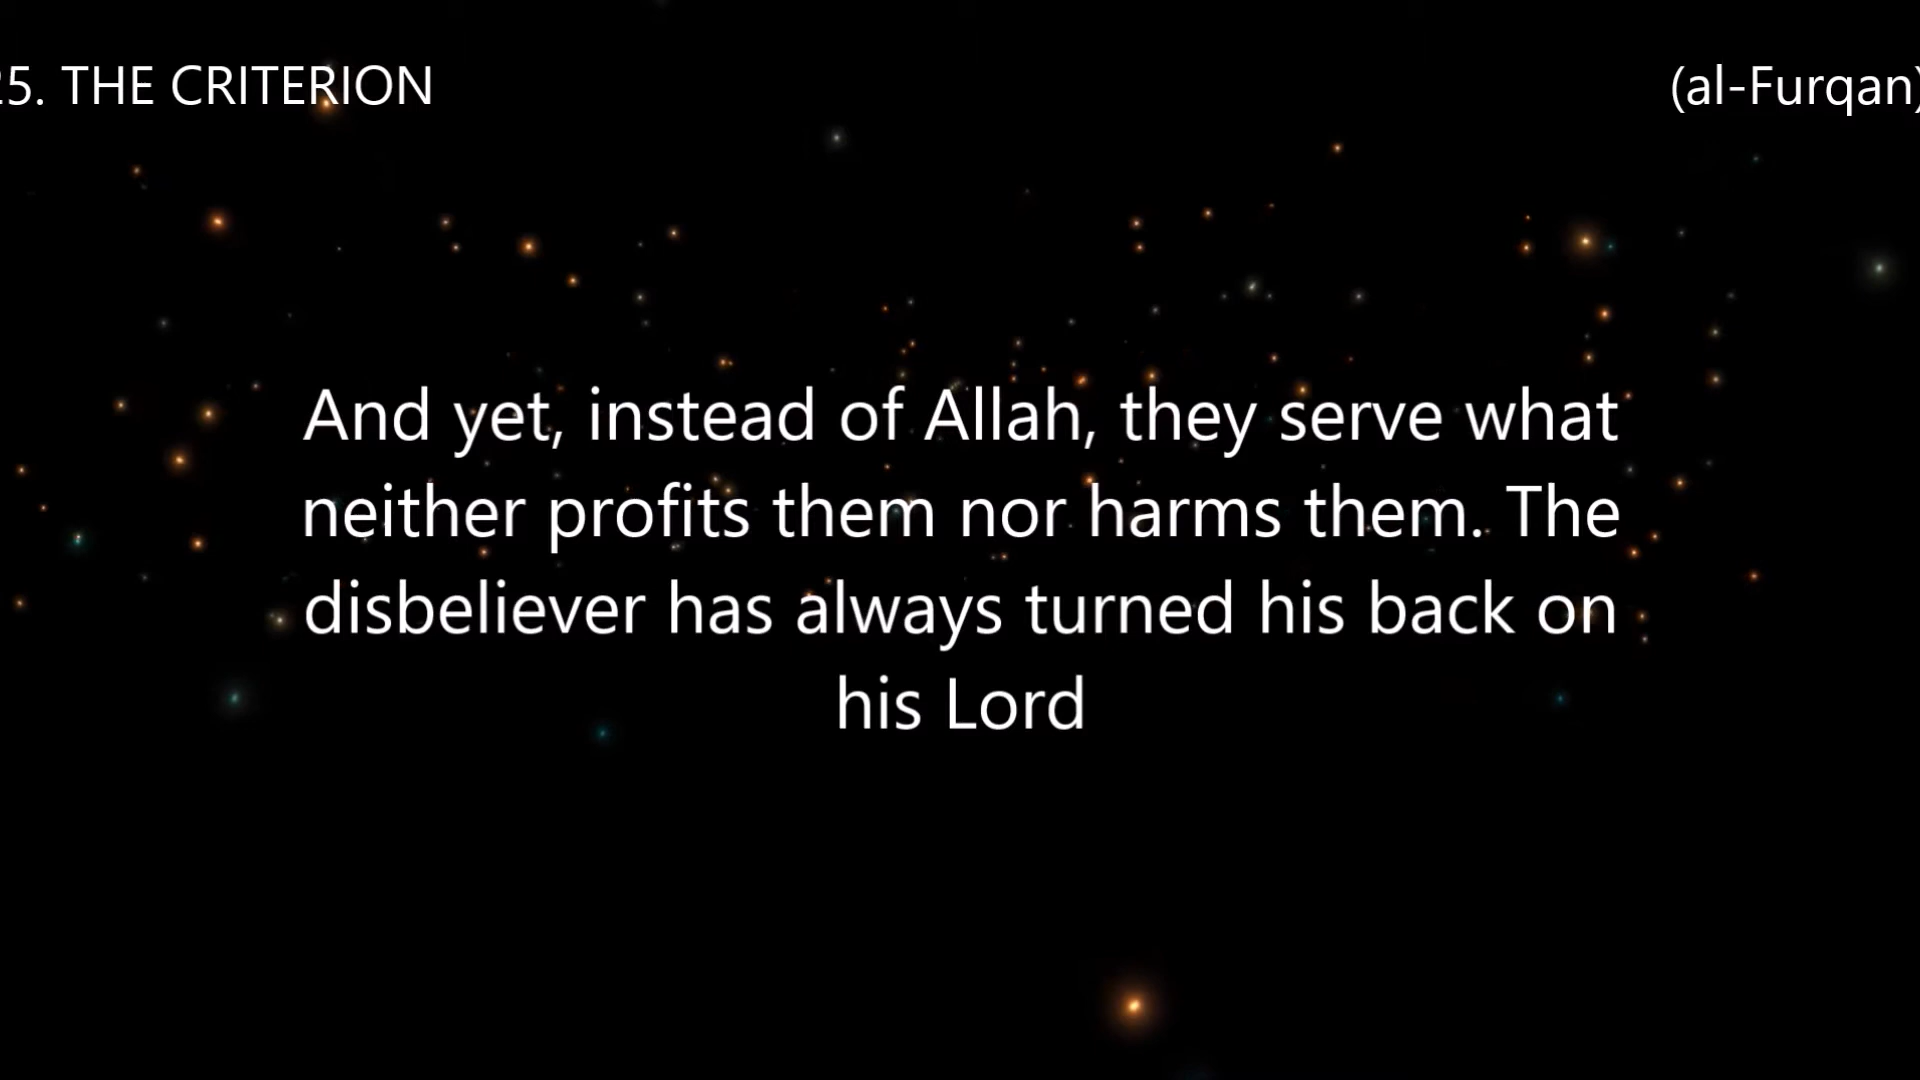 25. THE CRITERION (al-Furqan)
And yet, instead of Allah, they serve what
neither profits them nor harms them. The
disbeliever has always turned his back on
his Lord